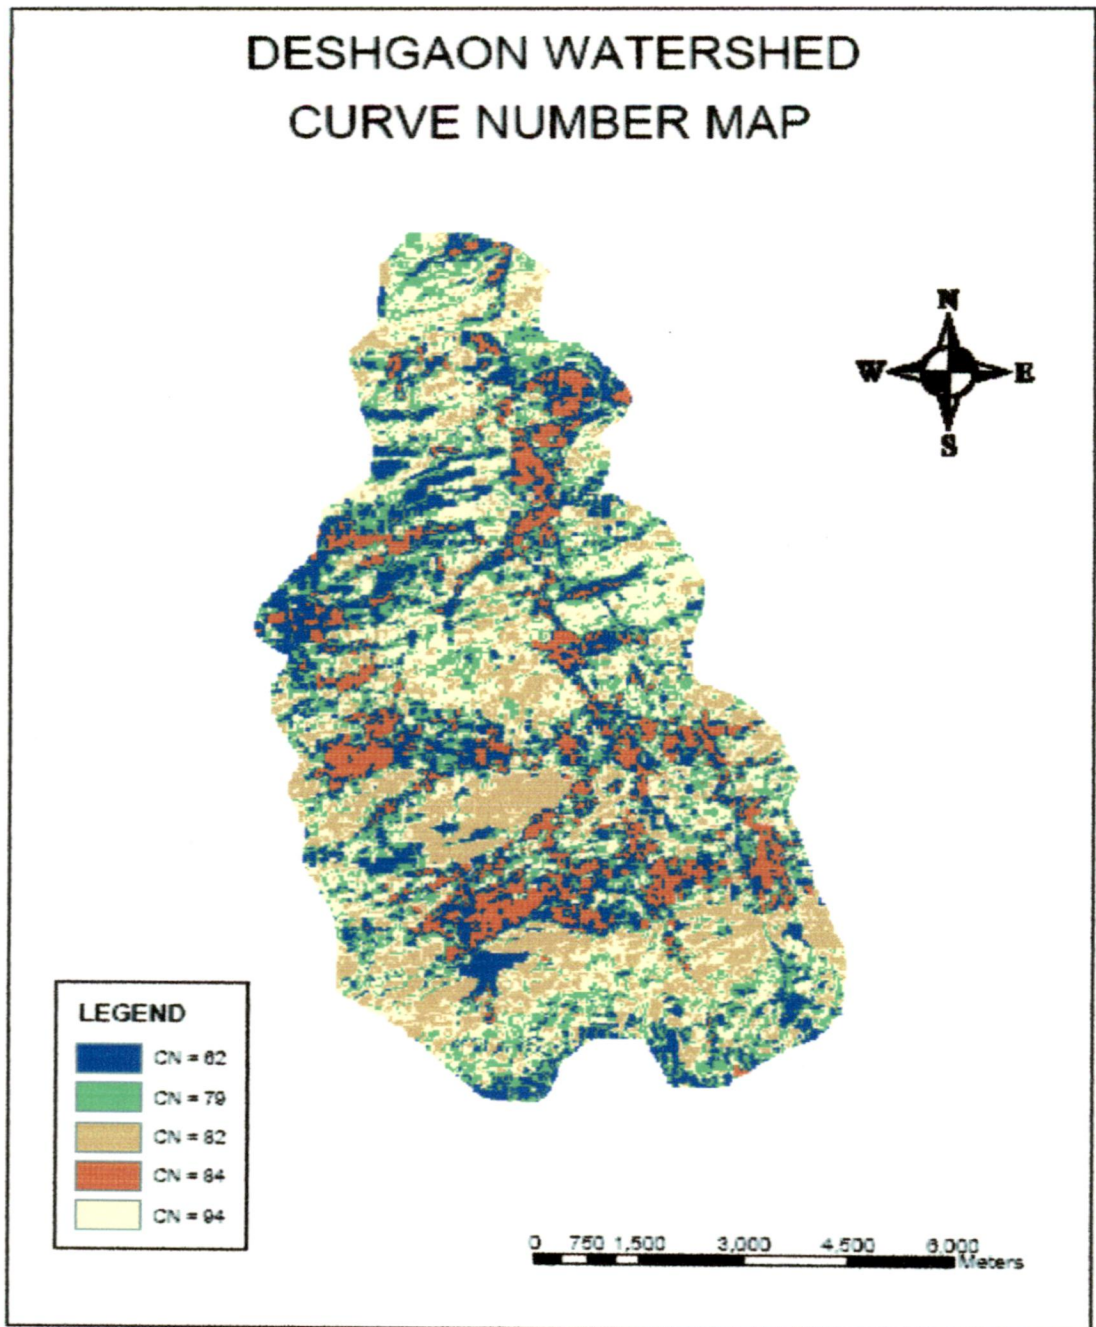 DESHGAON WATERSHED
CURVE NUMBER MAP
N
W
E
S
LEGEND
CN = 62
CN = 79
CN = 82
CN = 84
CN = 94
0 750 1,500 3,000 4,500 6,000
Meters